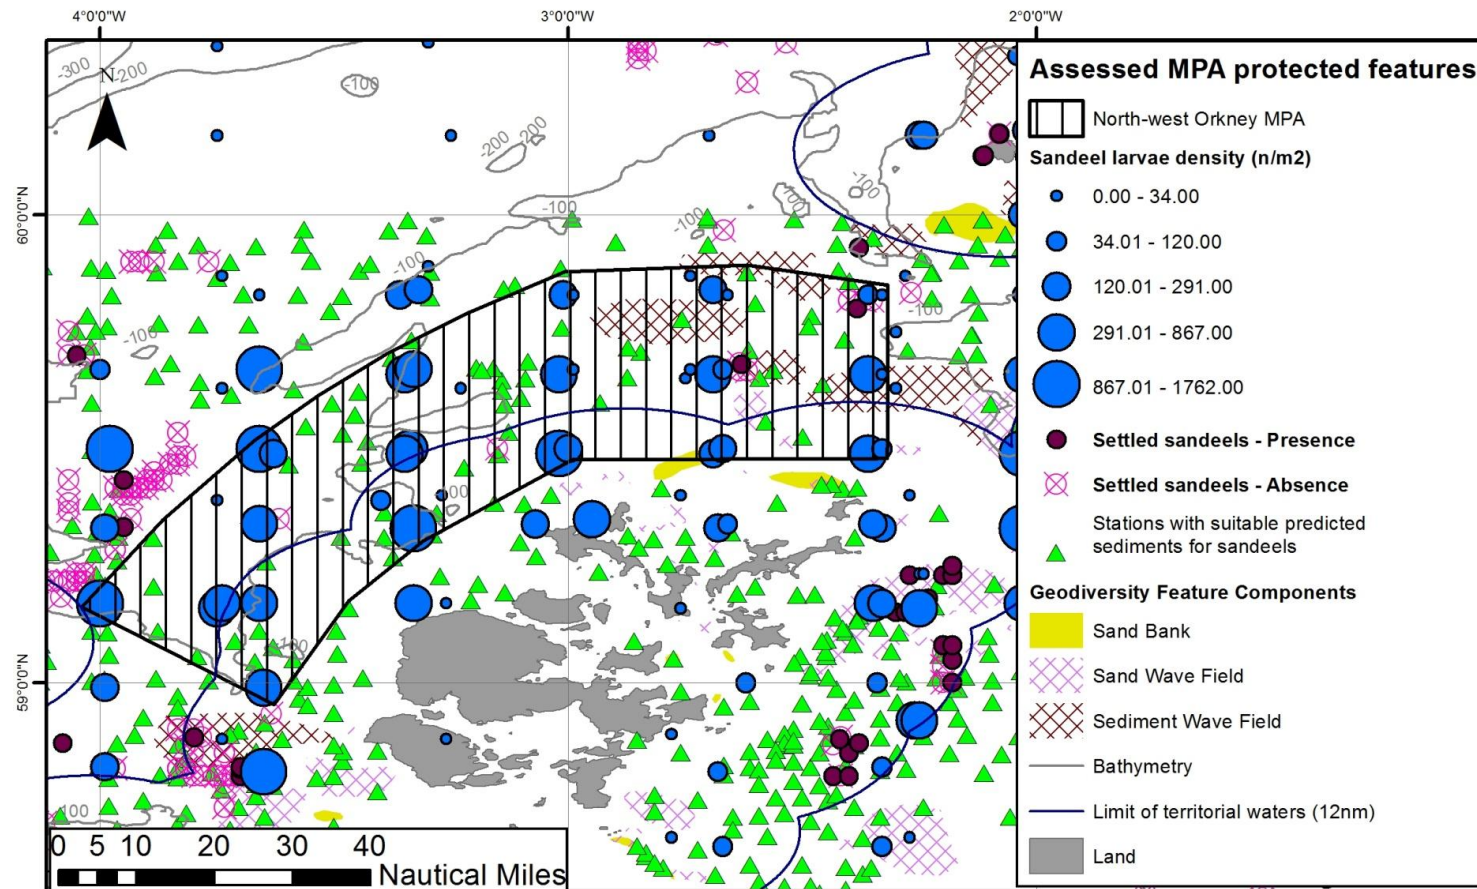 4°0'0"W
3°0'0"W
2°0'0"W
-300
-200
N
-100
-200
-200
-100
-100
-100
60°0'0"N
-100
-100
-100
-100
-100
59°0'0"N
-100
-100
0 5 10 20 30 40
Nautical Miles
Assessed MPA protected features
North-west Orkney MPA
Sandeel larvae density (n/m2)
0.00 - 34.00
34.01 - 120.00
120.01 - 291.00
291.01 - 867.00
867.01 - 1762.00
Settled sandeels - Presence
Settled sandeels - Absence
Stations with suitable predicted
sediments for sandeels
Geodiversity Feature Components
Sand Bank
Sand Wave Field
Sediment Wave Field
Bathymetry
Limit of territorial waters (12nm)
Land